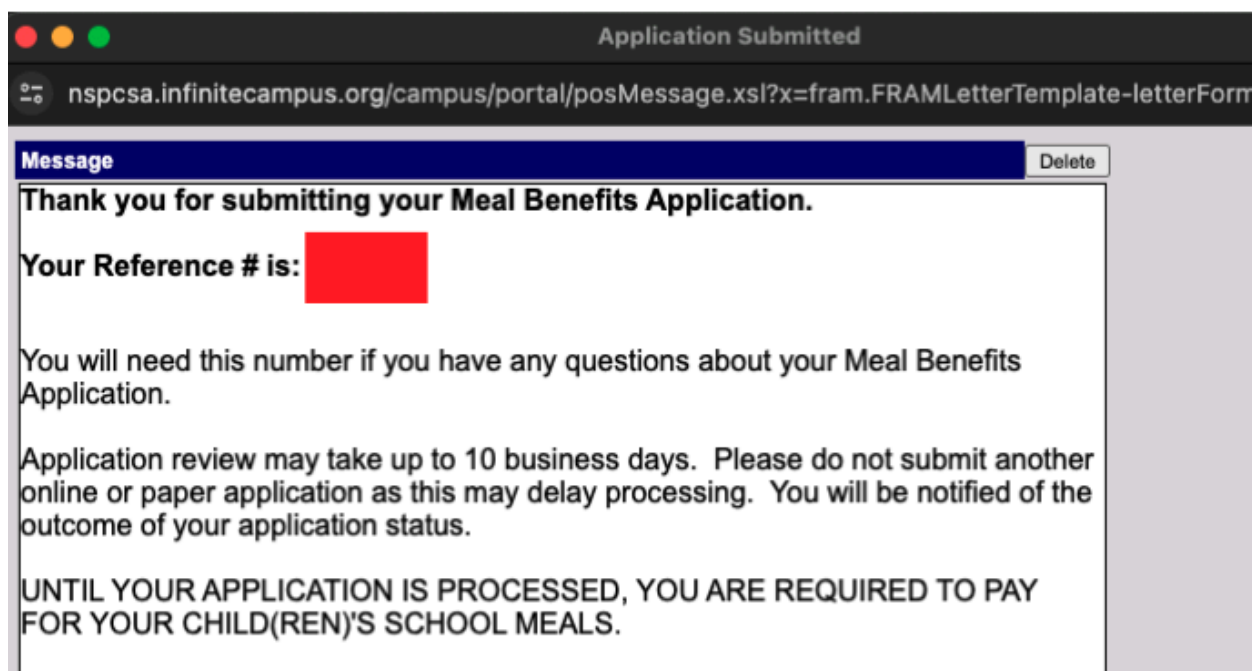 Application Submitted
nspcsa.infinitecampus.org/campus/portal/posMessage.xsl?x=fram.FRAMLetterTemplate-letterForm
Message
Delete
Thank you for submitting your Meal Benefits Application.
Your Reference # is:
You will need this number if you have any questions about your Meal Benefits
Application.
Application review may take up to 10 business days.  Please do not submit another
online or paper application as this may delay processing.  You will be notified of the
outcome of your application status.
UNTIL YOUR APPLICATION IS PROCESSED, YOU ARE REQUIRED TO PAY
FOR YOUR CHILD(REN)'S SCHOOL MEALS.